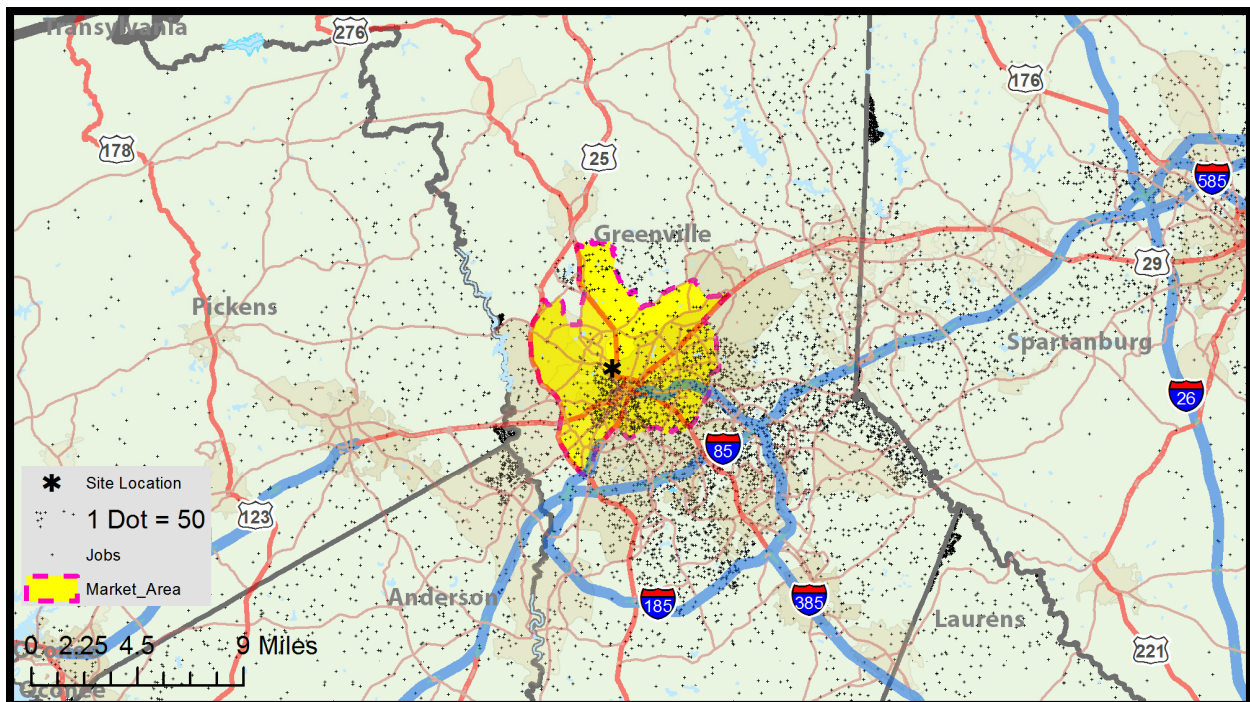 Transylvania
276
176
178
25
585
Greenville
29
Pickens
Spartanburg
26
85
Site Location
1 Dot = 50
123
Jobs
Market_Area
Anderson
185
385
Laurens
0 2.25 4.5 9 Miles
221
Oconee